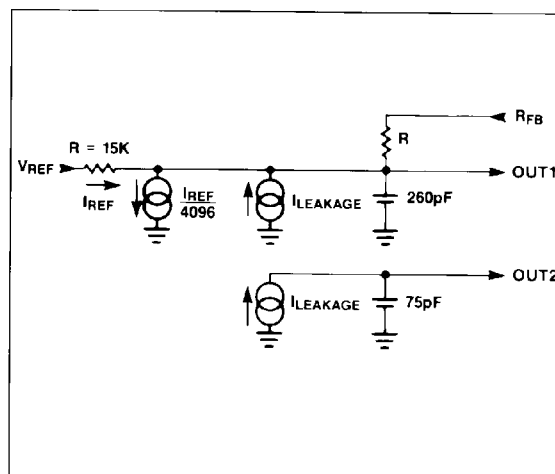 RFB
R = 15K
R
VREF
OUT1
IREF
IREF
4096
ILEAKAGE
260pF
OUT2
ILEAKAGE
75pF